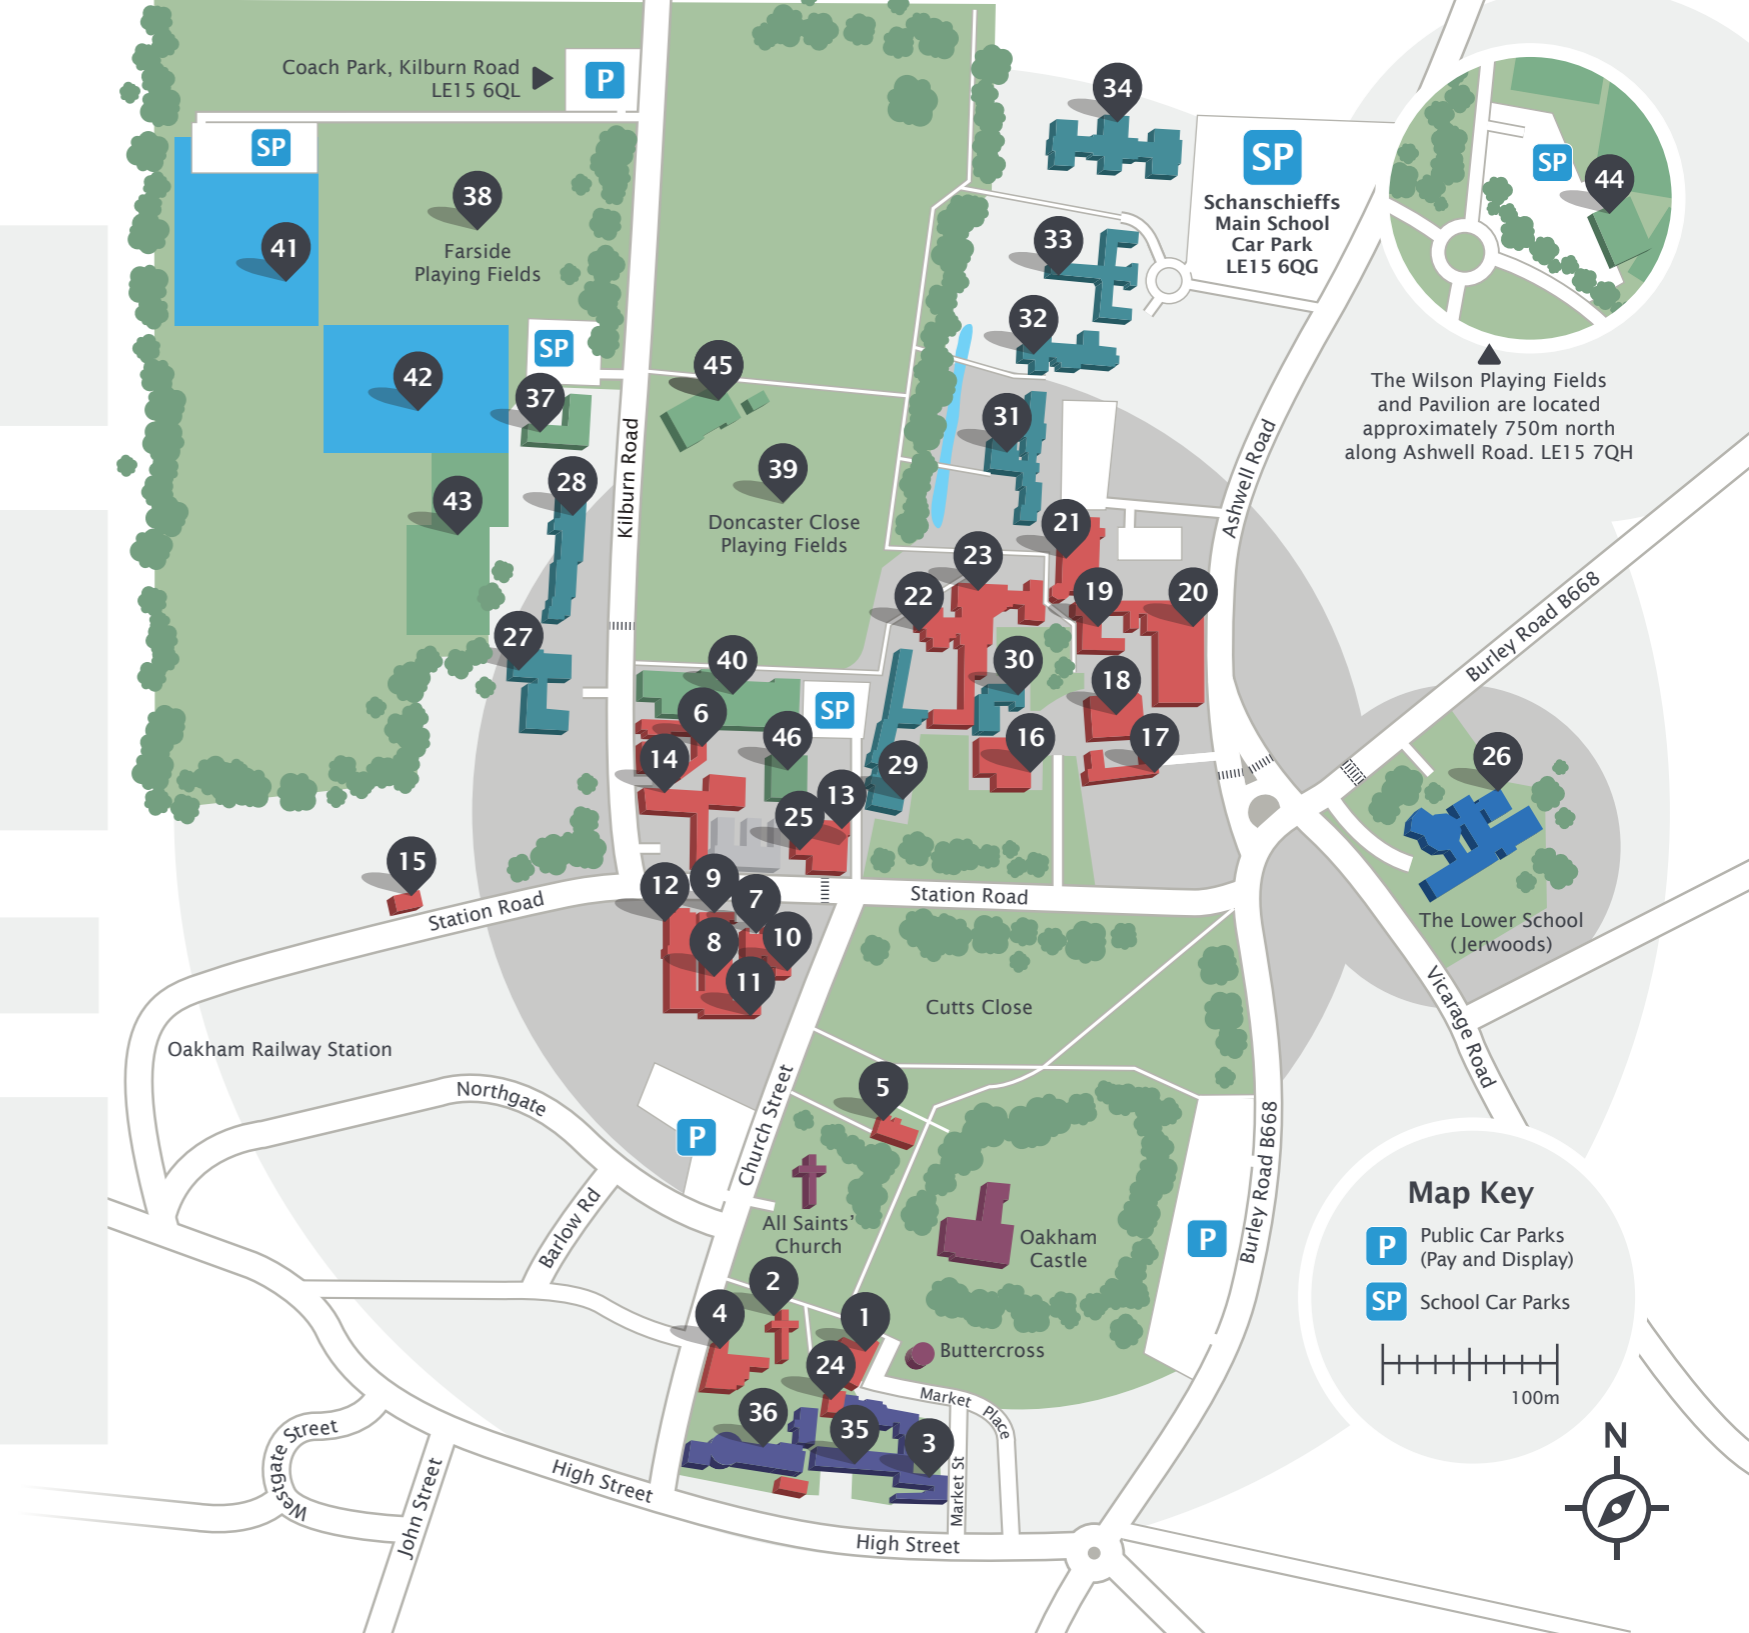 Coach Park, Kilburn Road
LE15 6QL
P
SP
38
41
Farside
Playing Fields
34
SP
Schanschieffs
Main School
Car Park
LE15 6QG
SP
44
The Wilson Playing Fields
and Pavilion are located
approximately 750m north
along Ashwell Road. LE15 7QH
33
32
SP
42
37
45
31
Kilburn Road
39
Doncaster Close
Playing Fields
Ashwell Road
43
28
21
23
22
19
20
27
40
30
18
Burley Road B668
6
SP
46
14
16
17
29
13
25
26
The Lower School
(Jerwoods)
15
Station Road
12
9
7
8
10
11
Station Road
Cutts Close
Vicarage Road
Oakham Railway Station
Northgate
P
Church Street
5
All Saints'
Church
Oakham
Castle
Burley Road B668
P
Barlow Rd
2
4
1
24
Buttercross
Market Place
36
35
3
Market St
Westgate Street
John Street
High Street
High Street
Map Key
P
Public Car Parks
(Pay and Display)
SP
School Car Parks
100m
N